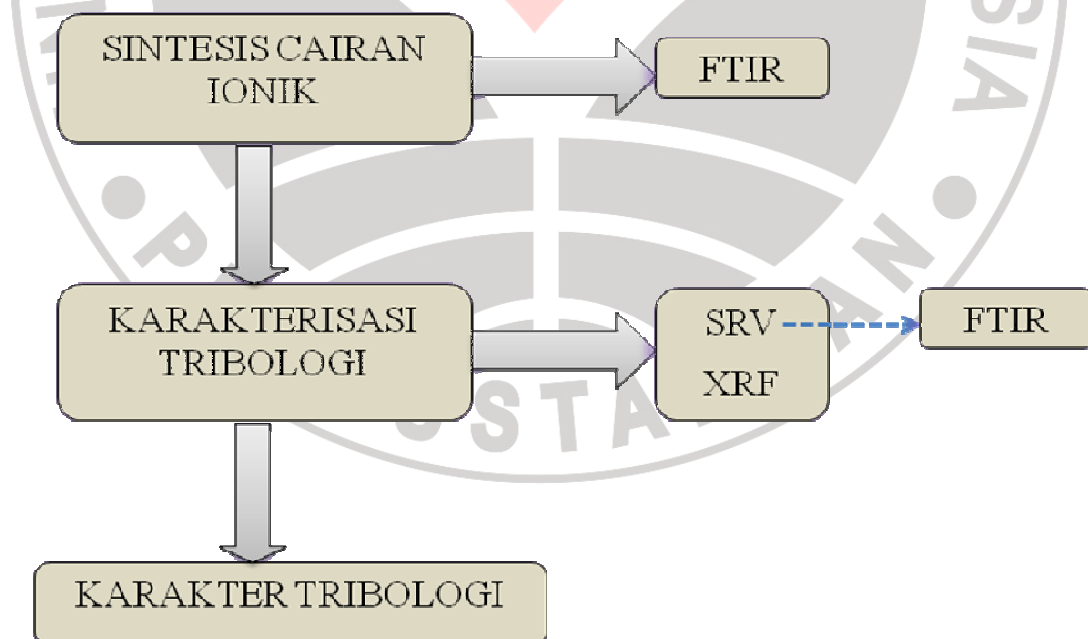 SINTESIS CAIRAN
IONIK
FTIR
KARAKTERISASI
TRIBOLOGI
SRV
XRF
FTIR
KARAKTER TRIBOLOGI